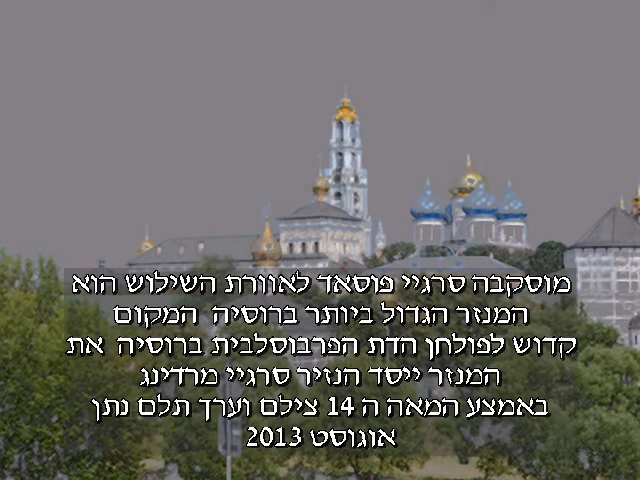 מוסקבה סרגיי פוסאד לאוורת השילוש הוא
המנזר הגדול ביותר ברוסיה המקום
קדוש לפולחן הדת הפרבוסלבית ברוסיה את
המנזר ייסד הנזיר סרגיי מרדינג
באמצע המאה ה 14 צילם וערך תלם נתן
אוגוסט 2013